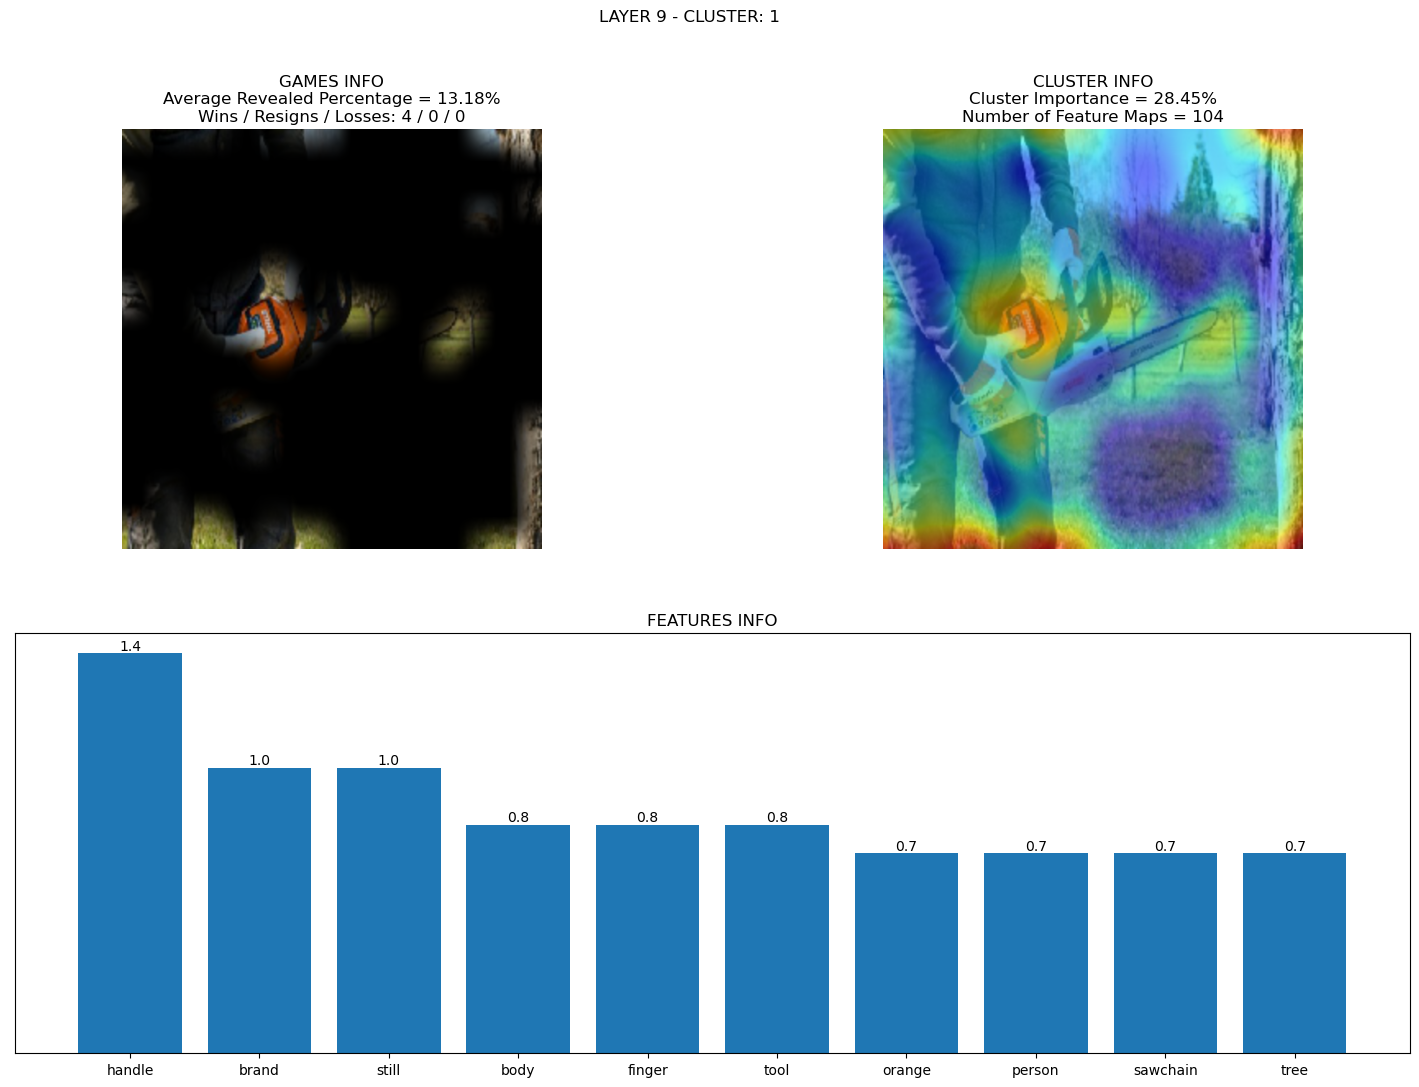 LAYER 9 - CLUSTER: 1
GAMES INFO
Average Revealed Percentage = 13.18%
Wins / Resigns / Losses: 4 / 0 / 0
CLUSTER INFO
Cluster Importance = 28.45%
Number of Feature Maps = 104
FEATURES INFO
1.4
1.0
1.0
0.8
0.8
0.8
0.7
0.7
0.7
0.7
handle
brand
still
body
finger
tool
orange
person
sawchain
tree